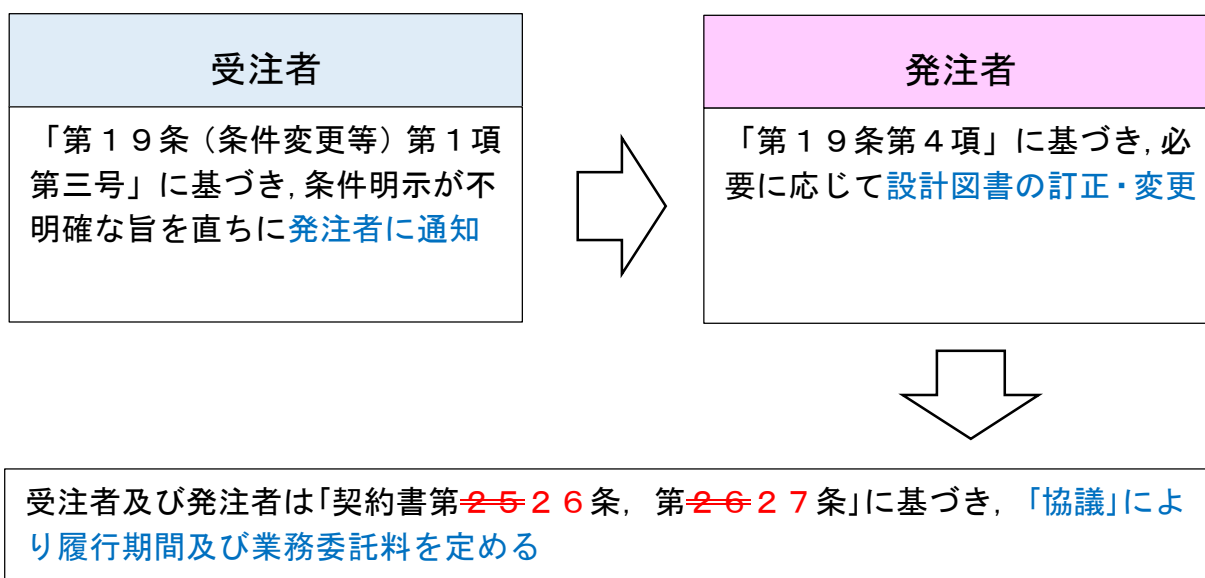 受注者
「第１９条（条件変更等）第１項
第三号」に基づき,条件明示が不
明確な旨を直ちに発注者に通知
発注者
「第１９条第４項」に基づき,必
要に応じて設計図書の訂正・変更
受注者及び発注者は「契約書第２５２６条，第２６２７条」に基づき，「協議」によ
り履行期間及び業務委託料を定める